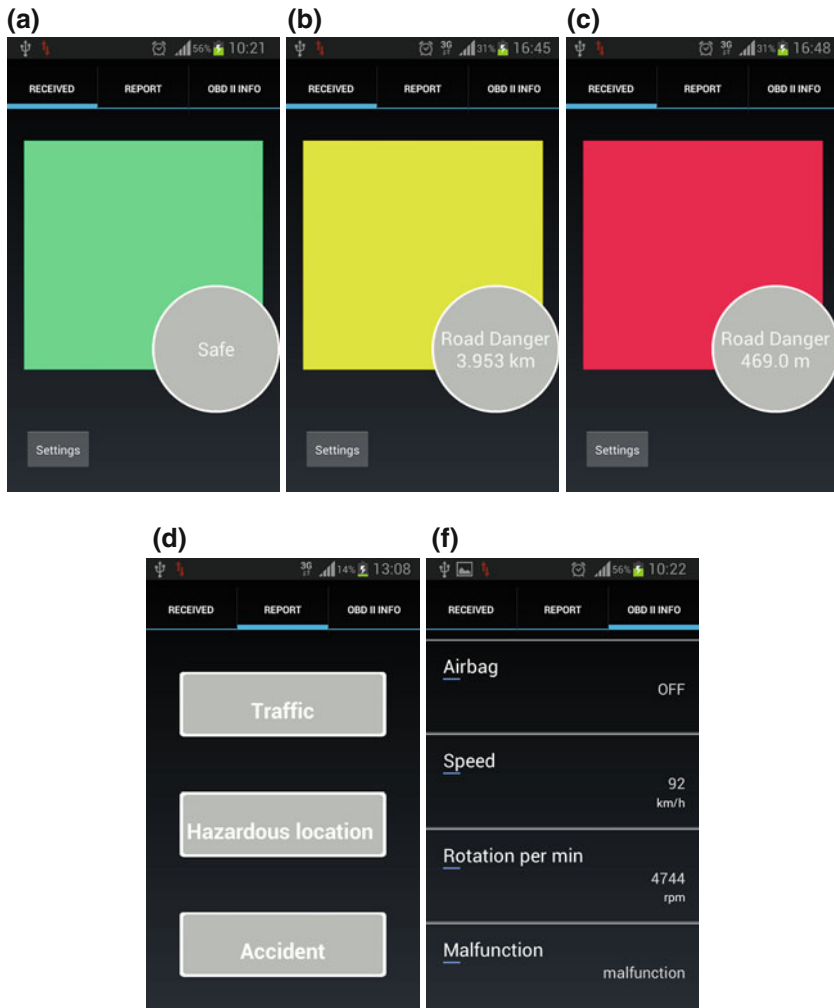 (a)
56% 10:21
RECEIVED REPORT OBD II INFO
Safe
Settings
(b)
3G 31% 16:45
RECEIVED REPORT OBD II INFO
Road Danger
3.953 km
Settings
(c)
3G 31% 16:48
RECEIVED REPORT OBD II INFO
Road Danger
469.0 m
Settings
(d)
3G 14% 13:08
RECEIVED REPORT OBD II INFO
Traffic
Hazardous location
Accident
(f)
56% 10:22
RECEIVED REPORT OBD II INFO
Airbag
OFF
Speed
92
km/h
Rotation per min
4744
rpm
Malfunction
malfunction